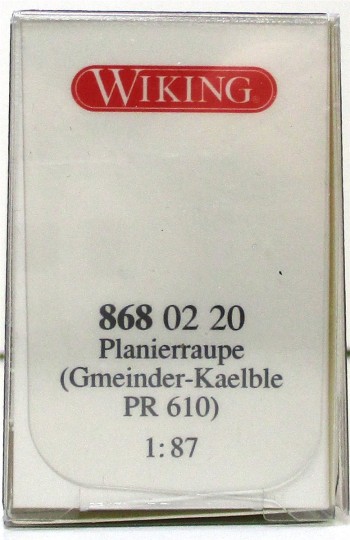 WIKING
868 02 20
Planierraupe
(Gmeinder-Kaelble
PR 610)
1:87